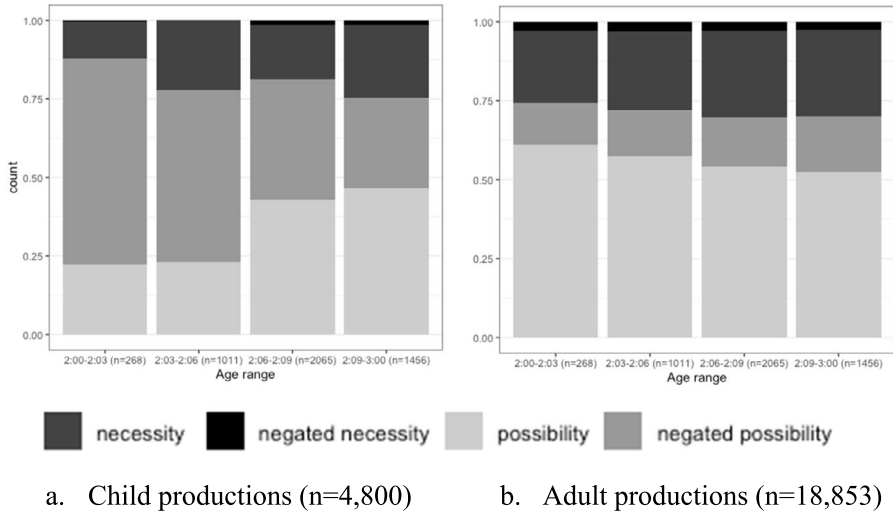 1.00
0.75
0.50
0.25
0.00
count
2:00-2:03 (n=268) 2:03-2:06 (n=1011) 2:06-2:09 (n=2065) 2:09-3:00 (n=1456)
Age range
1.00
0.75
0.50
0.25
0.00
2:00-2:03 (n=268) 2:03-2:06 (n=1011) 2:06-2:09 (n=2065) 2:09-3:00 (n=1456)
Age range
necessity negated necessity possibility negated possibility
a. Child productions (n=4,800) b. Adult productions (n=18,853)